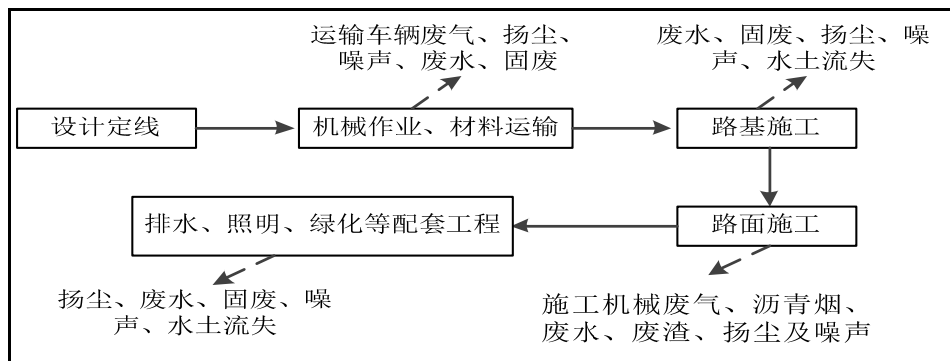 运输车辆废气、扬尘、
噪声、废水、固废
废水、固废、扬尘、噪
声、水土流失
设计定线
机械作业、材料运输
路基施工
排水、照明、绿化等配套工程
路面施工
扬尘、废水、固废、噪
声、水土流失
施工机械废气、沥青烟、
废水、废渣、扬尘及噪声